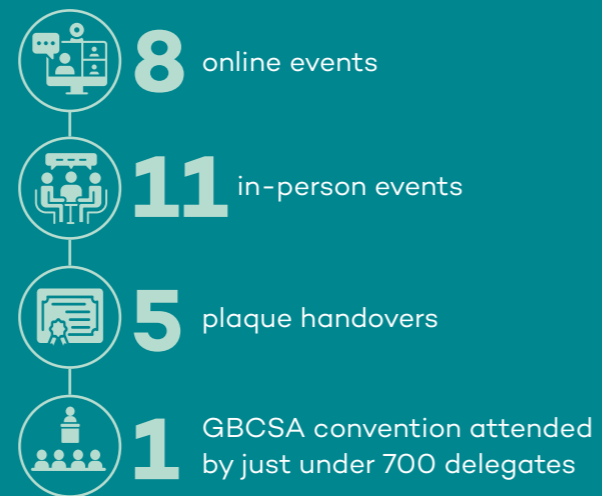 8 online events
11 in-person events
5 plaque handovers
1 GBCSA convention attended
by just under 700 delegates